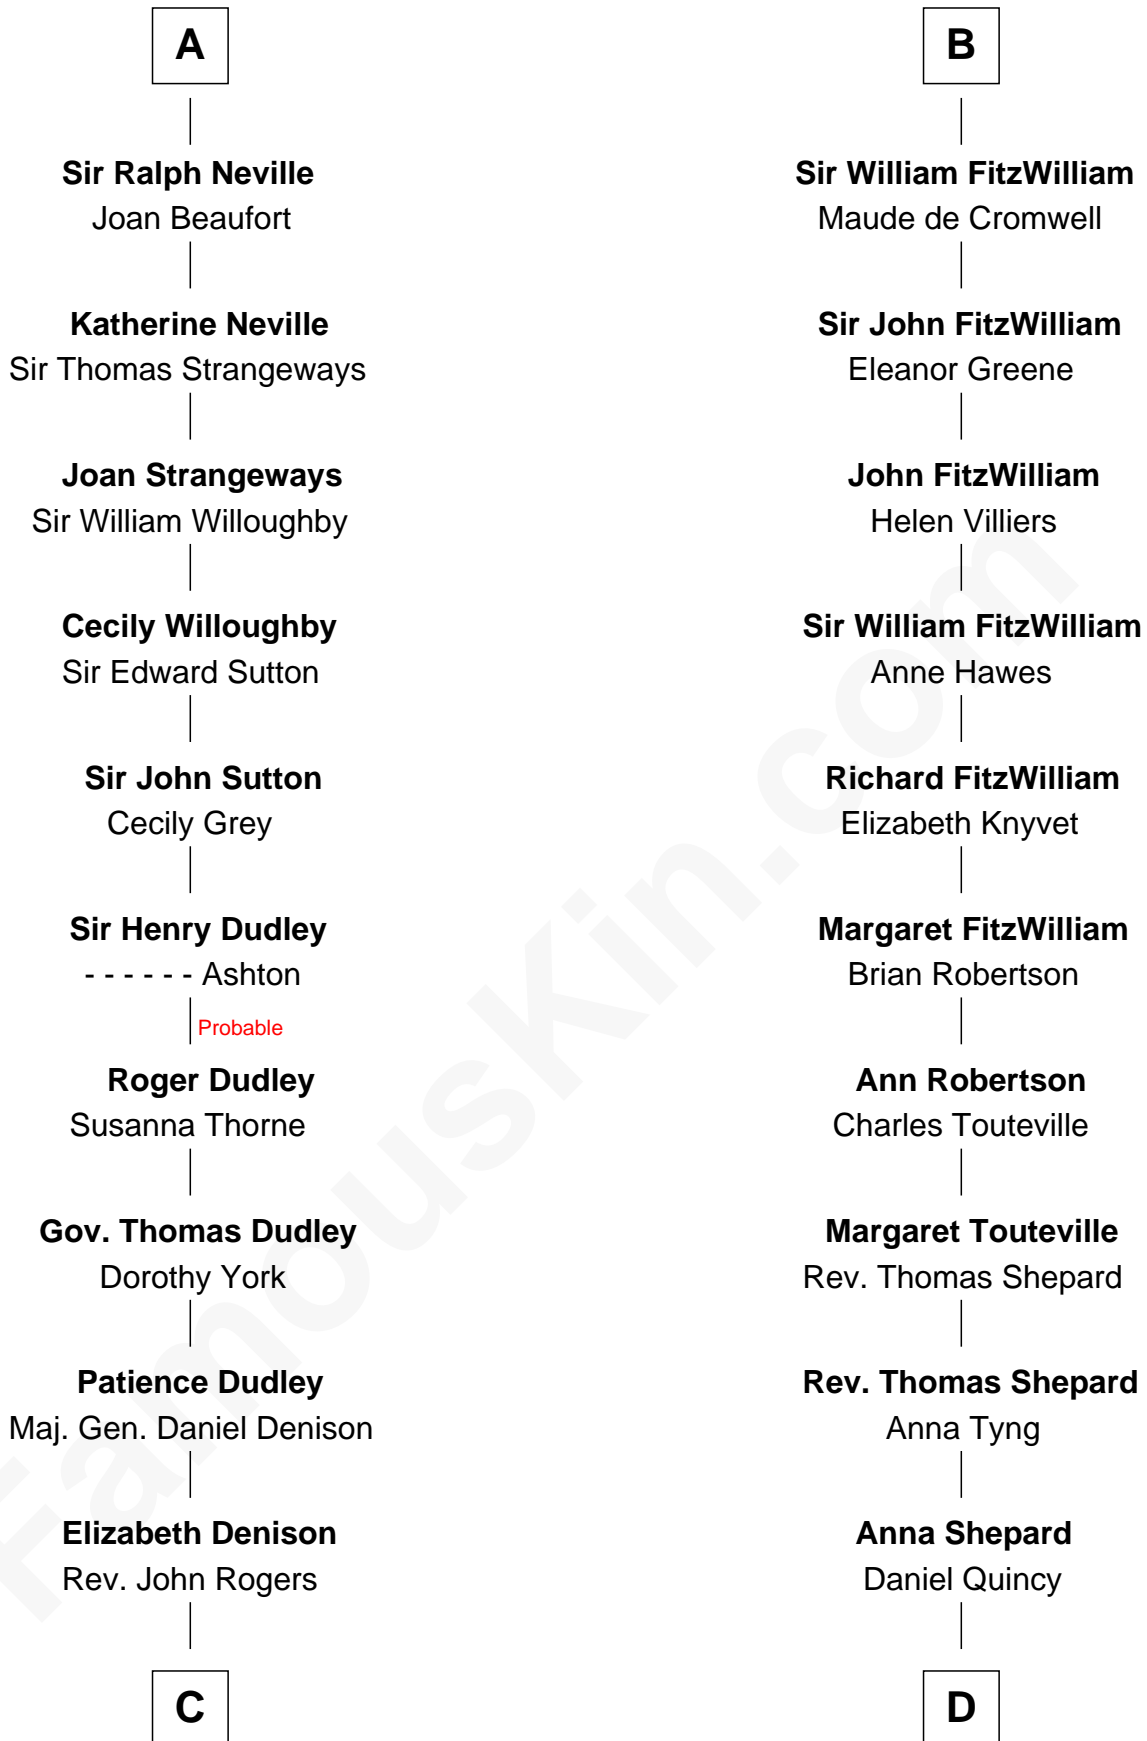 A
Sir Ralph Neville
Joan Beaufort
Katherine Neville
Sir Thomas Strangeways
Joan Strangeways
Sir William Willoughby
Cecily Willoughby
Sir Edward Sutton
Sir John Sutton
Cecily Grey
Sir Henry Dudley
- - - - - - Ashton
Probable
Roger Dudley
Susanna Thorne
Gov. Thomas Dudley
Dorothy York
Patience Dudley
Maj. Gen. Daniel Denison
Elizabeth Denison
Rev. John Rogers
C
B
Sir William FitzWilliam
Maude de Cromwell
Sir John FitzWilliam
Eleanor Greene
John FitzWilliam
Helen Villiers
Sir William FitzWilliam
Anne Hawes
Richard FitzWilliam
Elizabeth Knyvet
Margaret FitzWilliam
Brian Robertson
Ann Robertson
Charles Touteville
Margaret Touteville
Rev. Thomas Shepard
Rev. Thomas Shepard
Anna Tyng
Anna Shepard
Daniel Quincy
D
FamousKin.com